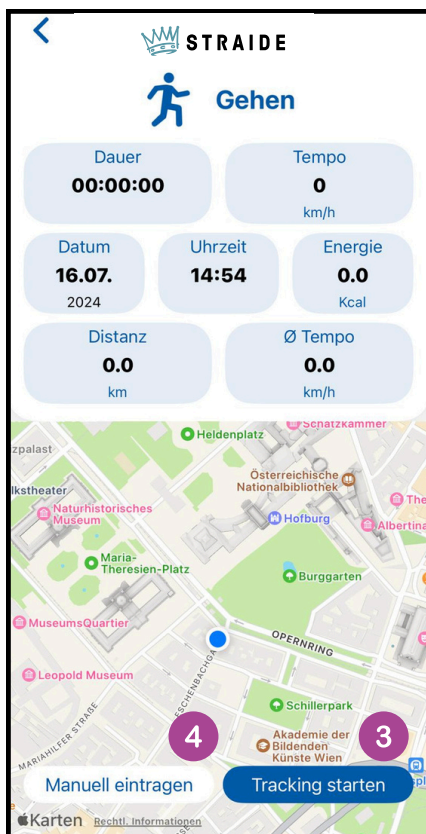 STRAIDE
Gehen
Dauer
00:00:00
Tempo
0
km/h
Datum
16.07.
2024
Uhrzeit
14:54
Energie
0.0
Kcal
Distanz
0.0
km
Ø Tempo
0.0
km/h
Schatzkammer
Heldenplatz
zpalast
Österreichische
Nationalbibliothek
lkstheater
The
Naturhistorisches
Museum
Hofburg
Albertina
Maria-
Theresien-Platz
Burggarten
MuseumsQuartier
OPERNRING
Leopold Museum
ESCHENBACHGA
Schillerpark
MARIAHILFER STRAßE
4
3
Akademie der
Bildenden
Künste Wien
Manuell eintragen
Tracking starten
Karten
Rechtl. Informationen